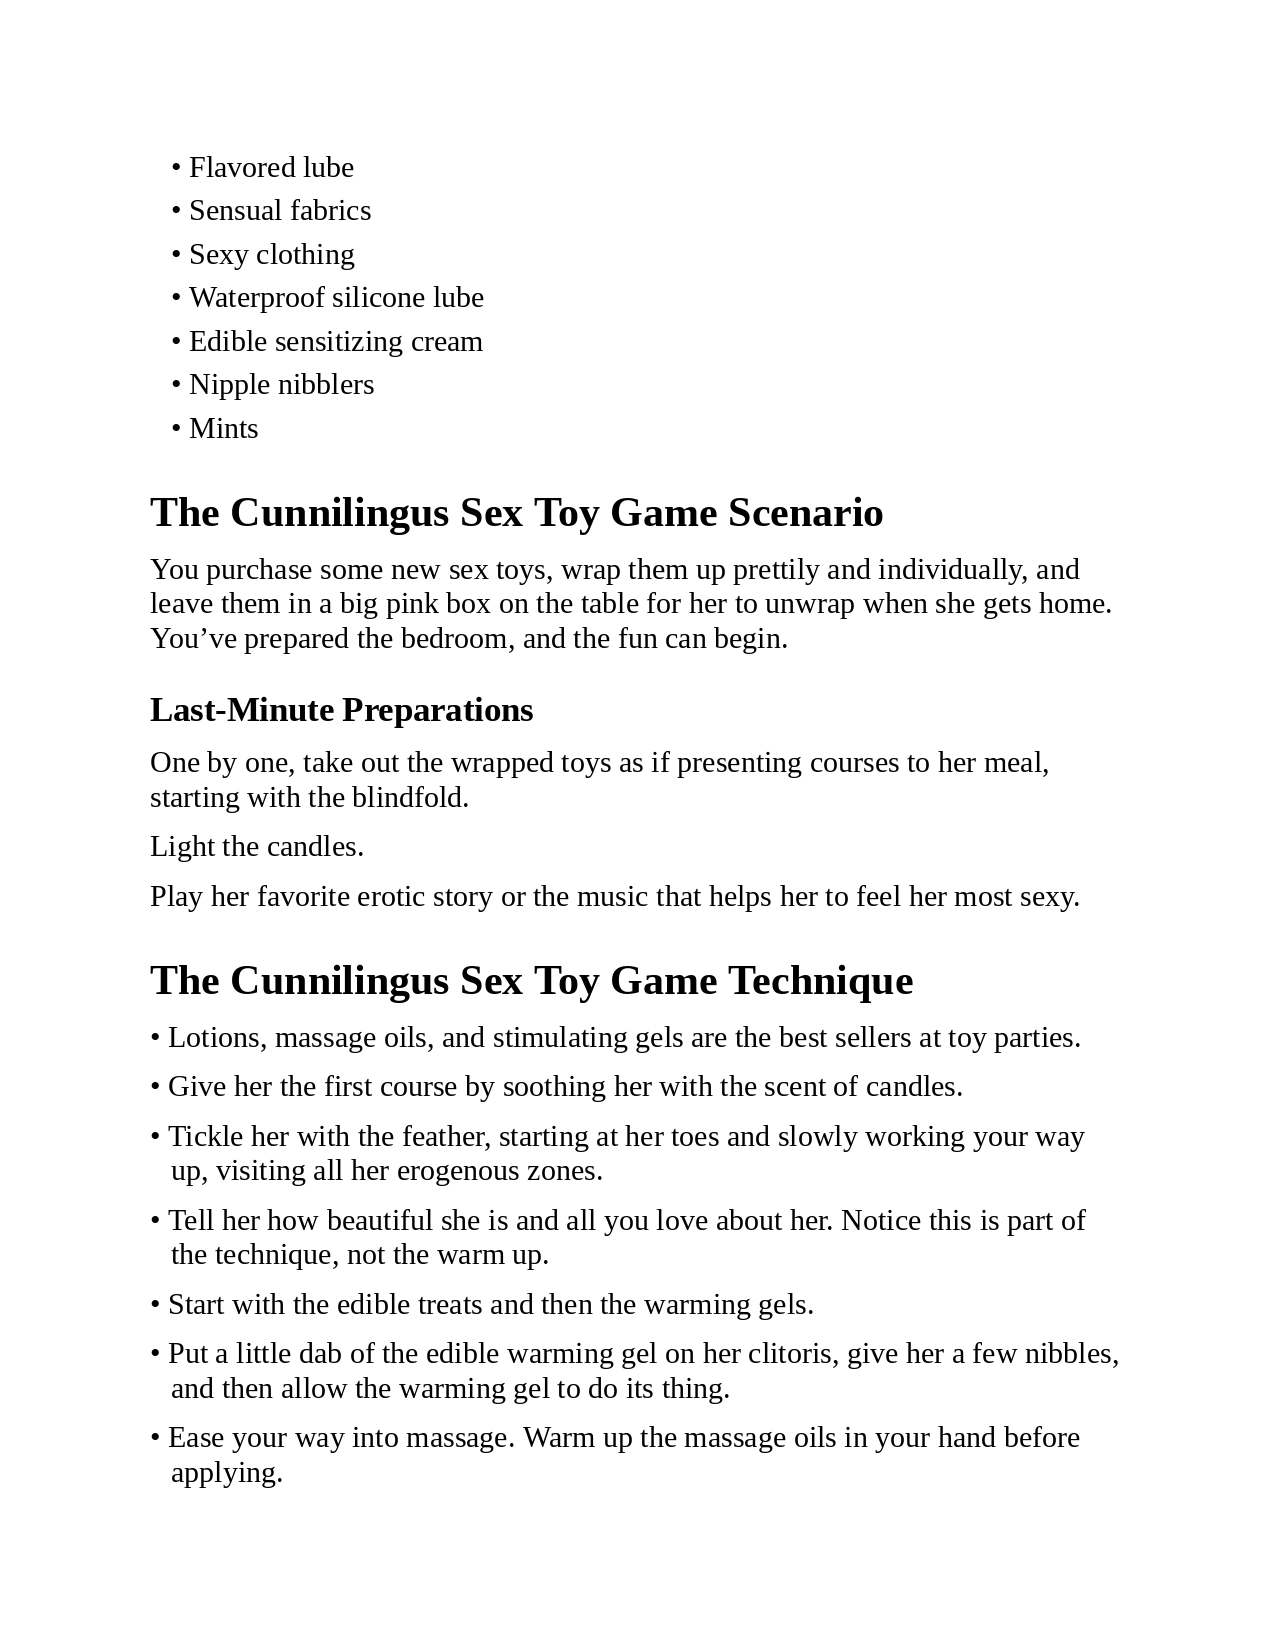 • Flavored lube
• Sensual fabrics
• Sexy clothing
• Waterproof silicone lube
• Edible sensitizing cream
• Nipple nibblers
• Mints
The Cunnilingus Sex Toy Game Scenario
You purchase some new sex toys, wrap them up prettily and individually, and
leave them in a big pink box on the table for her to unwrap when she gets home.
You’ve prepared the bedroom, and the fun can begin.
Last-Minute Preparations
One by one, take out the wrapped toys as if presenting courses to her meal,
starting with the blindfold.
Light the candles.
Play her favorite erotic story or the music that helps her to feel her most sexy.
The Cunnilingus Sex Toy Game Technique
• Lotions, massage oils, and stimulating gels are the best sellers at toy parties.
• Give her the first course by soothing her with the scent of candles.
• Tickle her with the feather, starting at her toes and slowly working your way
up, visiting all her erogenous zones.
• Tell her how beautiful she is and all you love about her. Notice this is part of
the technique, not the warm up.
• Start with the edible treats and then the warming gels.
• Put a little dab of the edible warming gel on her clitoris, give her a few nibbles,
and then allow the warming gel to do its thing.
• Ease your way into massage. Warm up the massage oils in your hand before
applying.